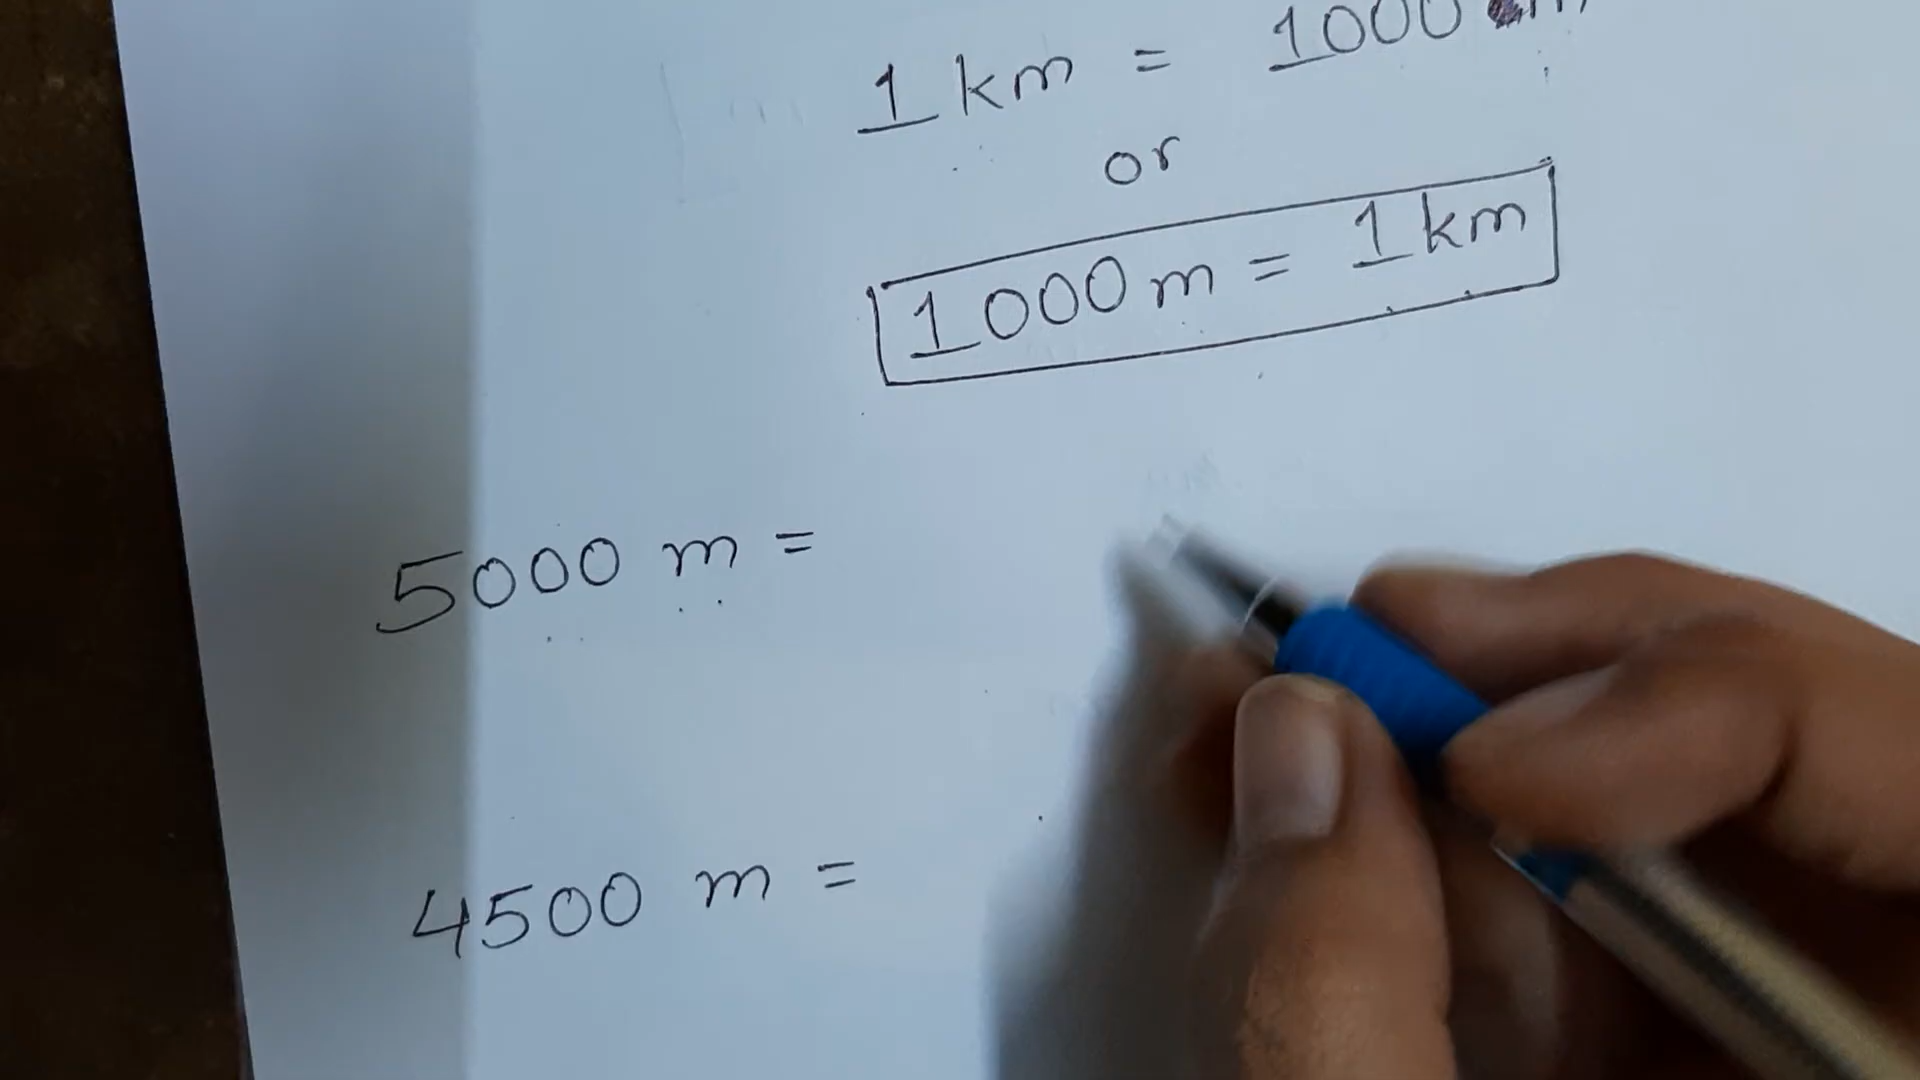 1 km = 1000 m
or
1000 m = 1 km
5000 m =
4500 m =